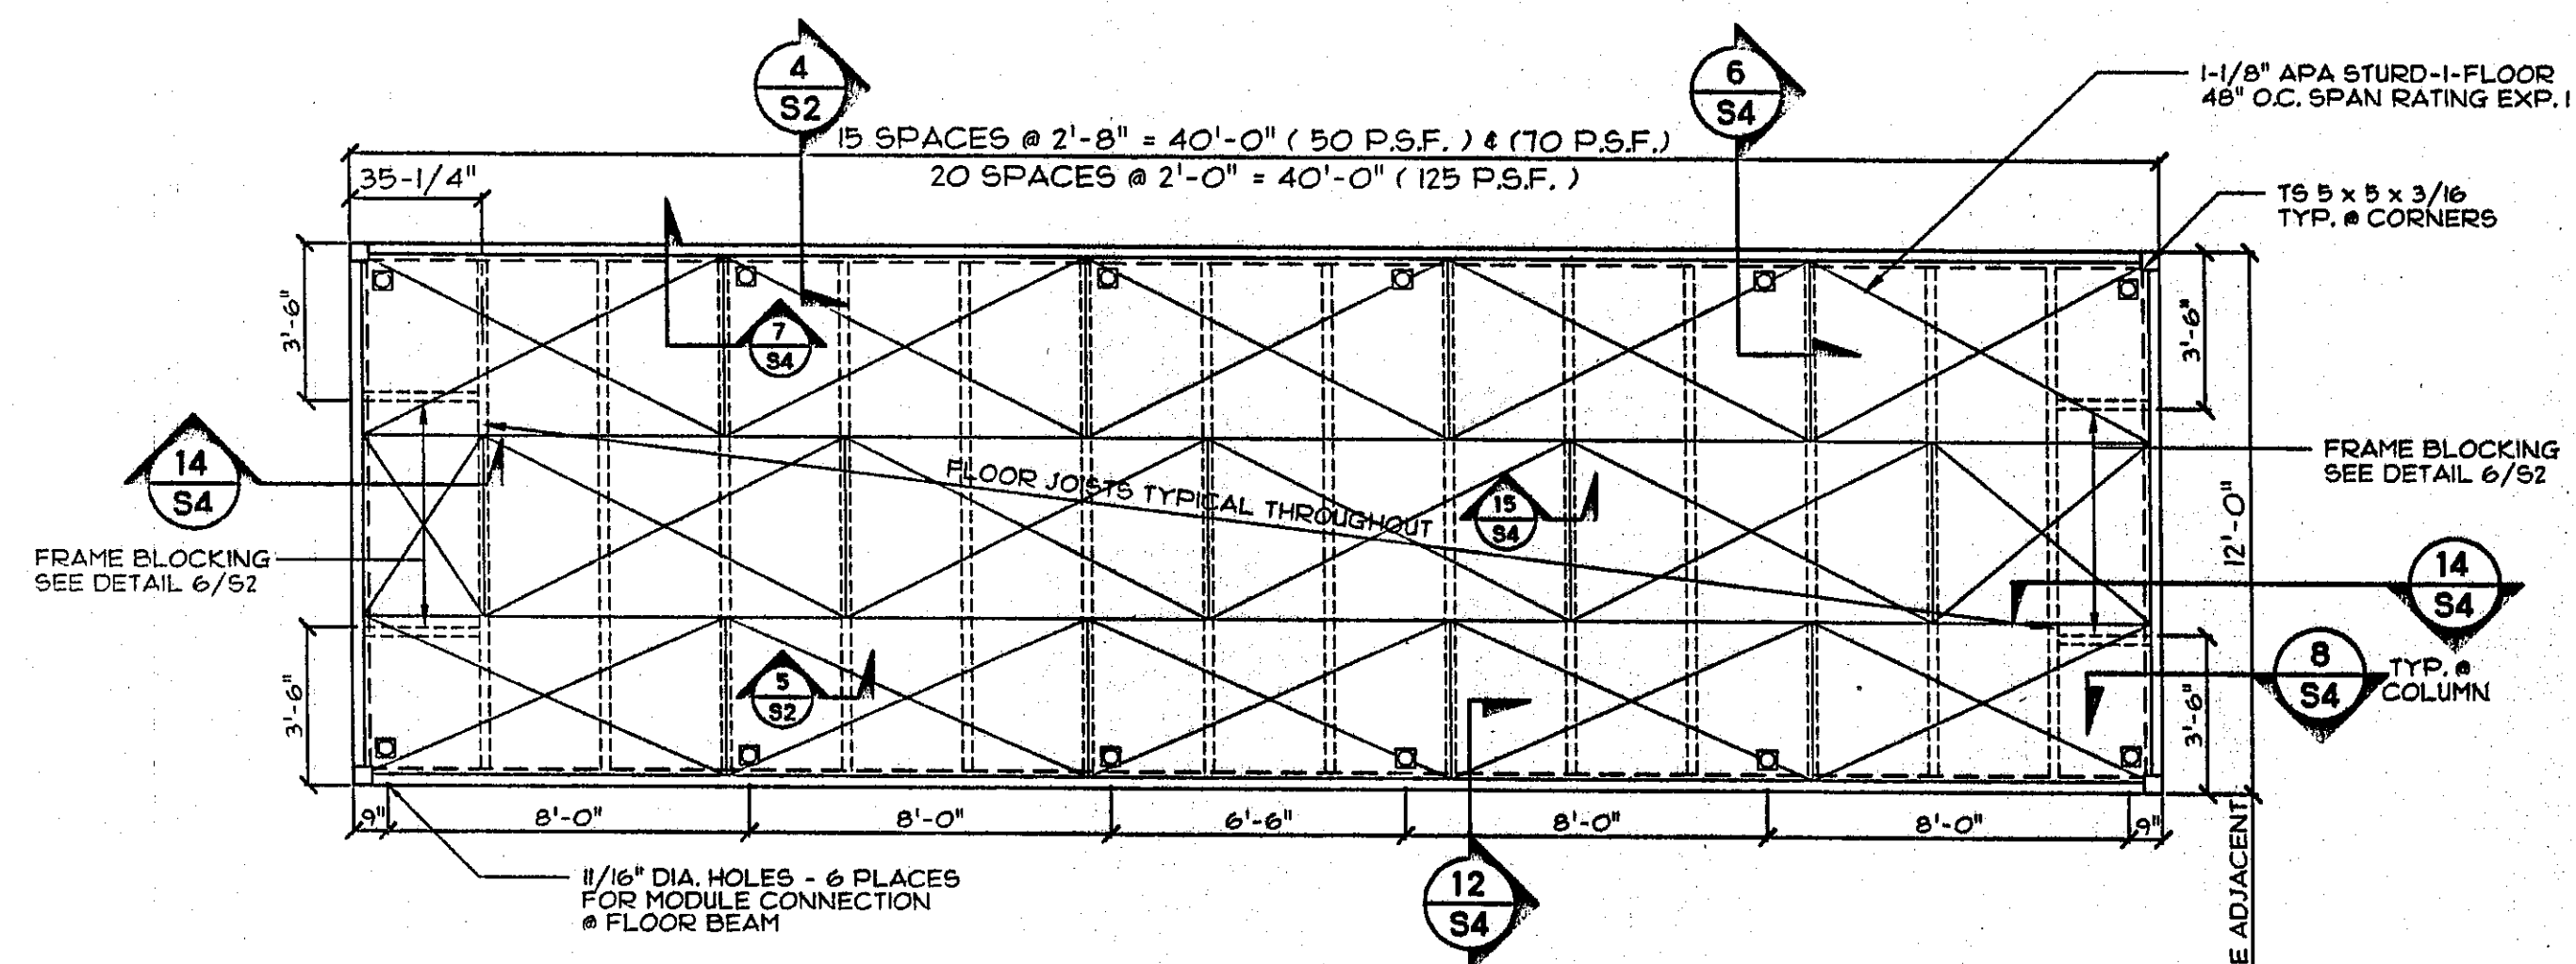 4
S2
6
S4
1-1/8" APA STURD-I-FLOOR
48" O.C. SPAN RATING EXP. 1
15 SPACES @ 2'-8" = 40'-0" ( 50 P.S.F. ) & (70 P.S.F.)
20 SPACES @ 2'-0" = 40'-0" ( 125 P.S.F. )
35-1/4"
TS 5 x 5 x 3/16
TYP. @ CORNERS
3'-6"
3'-6"
7
S4
14
S4
FLOOR JOISTS TYPICAL THROUGHOUT
15
S4
FRAME BLOCKING
SEE DETAIL 6/S2
12'-0"
FRAME BLOCKING
SEE DETAIL 6/S2
14
S4
8
S4
TYP. @
COLUMN
3'-6"
5
S2
3'-6"
9"
8'-0"
8'-0"
6'-6"
8'-0"
8'-0"
9"
11/16" DIA. HOLES - 6 PLACES
FOR MODULE CONNECTION
@ FLOOR BEAM
12
S4
E ADJACENT